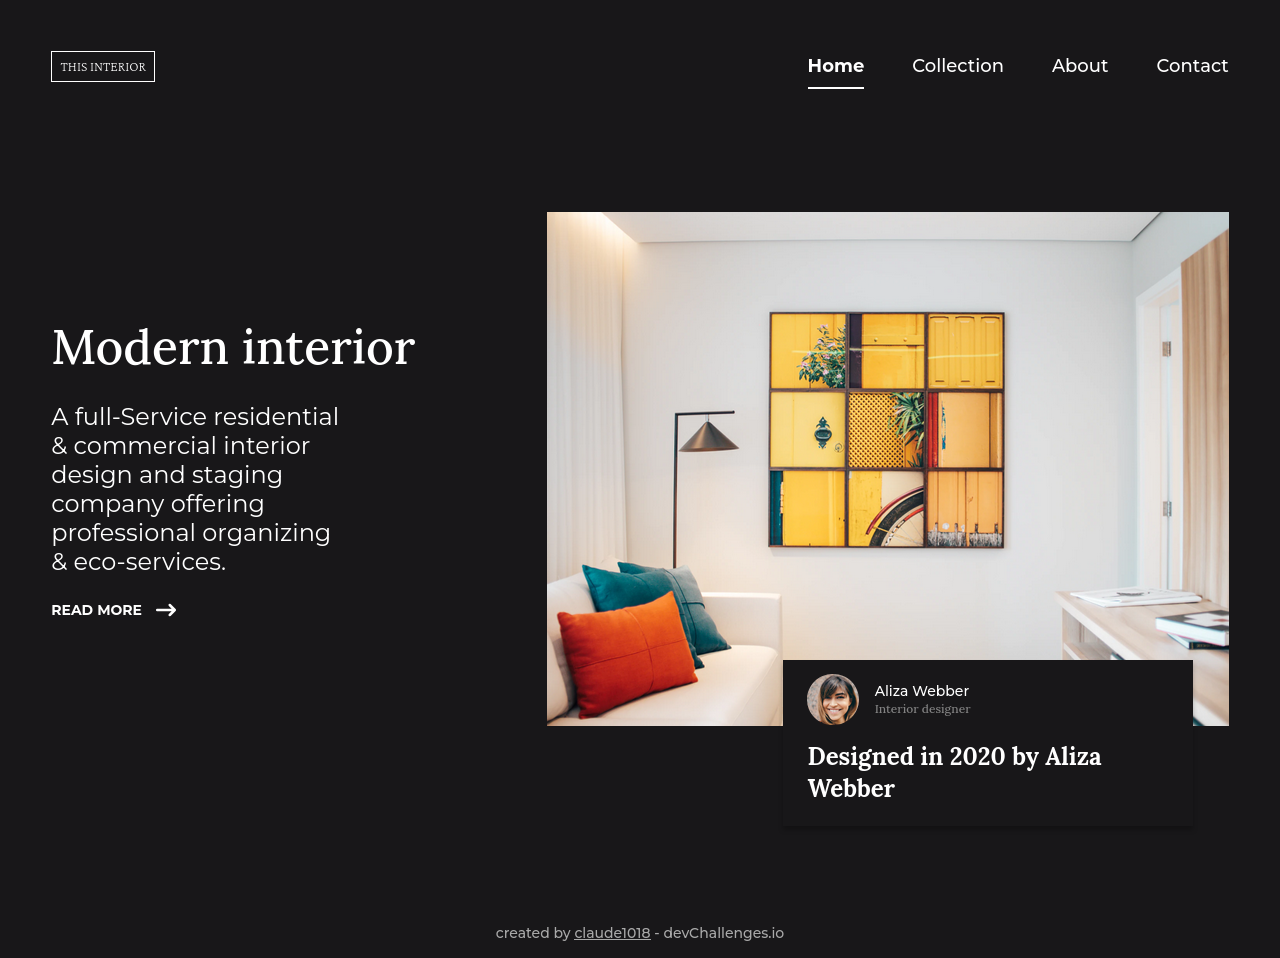 THIS INTERIOR
Home Collection About Contact
Modern interior
A full-Service residential
& commercial interior
design and staging
company offering
professional organizing
& eco-services.
READ MORE
Aliza Webber
Interior designer
Designed in 2020 by Aliza
Webber
created by claude1018 - devChallenges.io